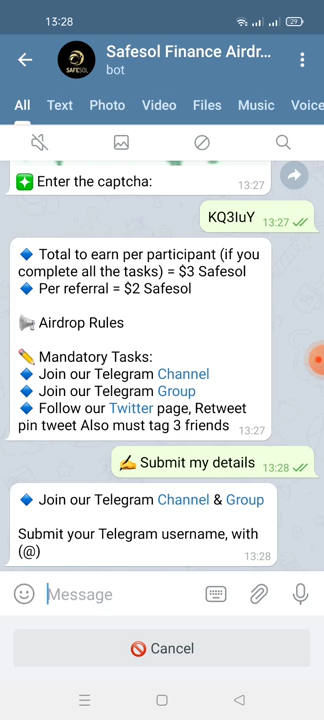 13:28
29
Safesol Finance Airdr...
SAFESOL
bot
All Text Photo Video Files Music Voice
Enter the captcha:
13:27
KQ3IuY 13:27
Total to earn per participant (if you
complete all the tasks) = $3 Safesol
Per referral = $2 Safesol
Airdrop Rules
Mandatory Tasks:
Join our Telegram Channel
Join our Telegram Group
Follow our Twitter page, Retweet
pin tweet Also must tag 3 friends 13:27
Submit my details 13:28
Join our Telegram Channel & Group
Submit your Telegram username, with
(@)
13:28
Message
Cancel